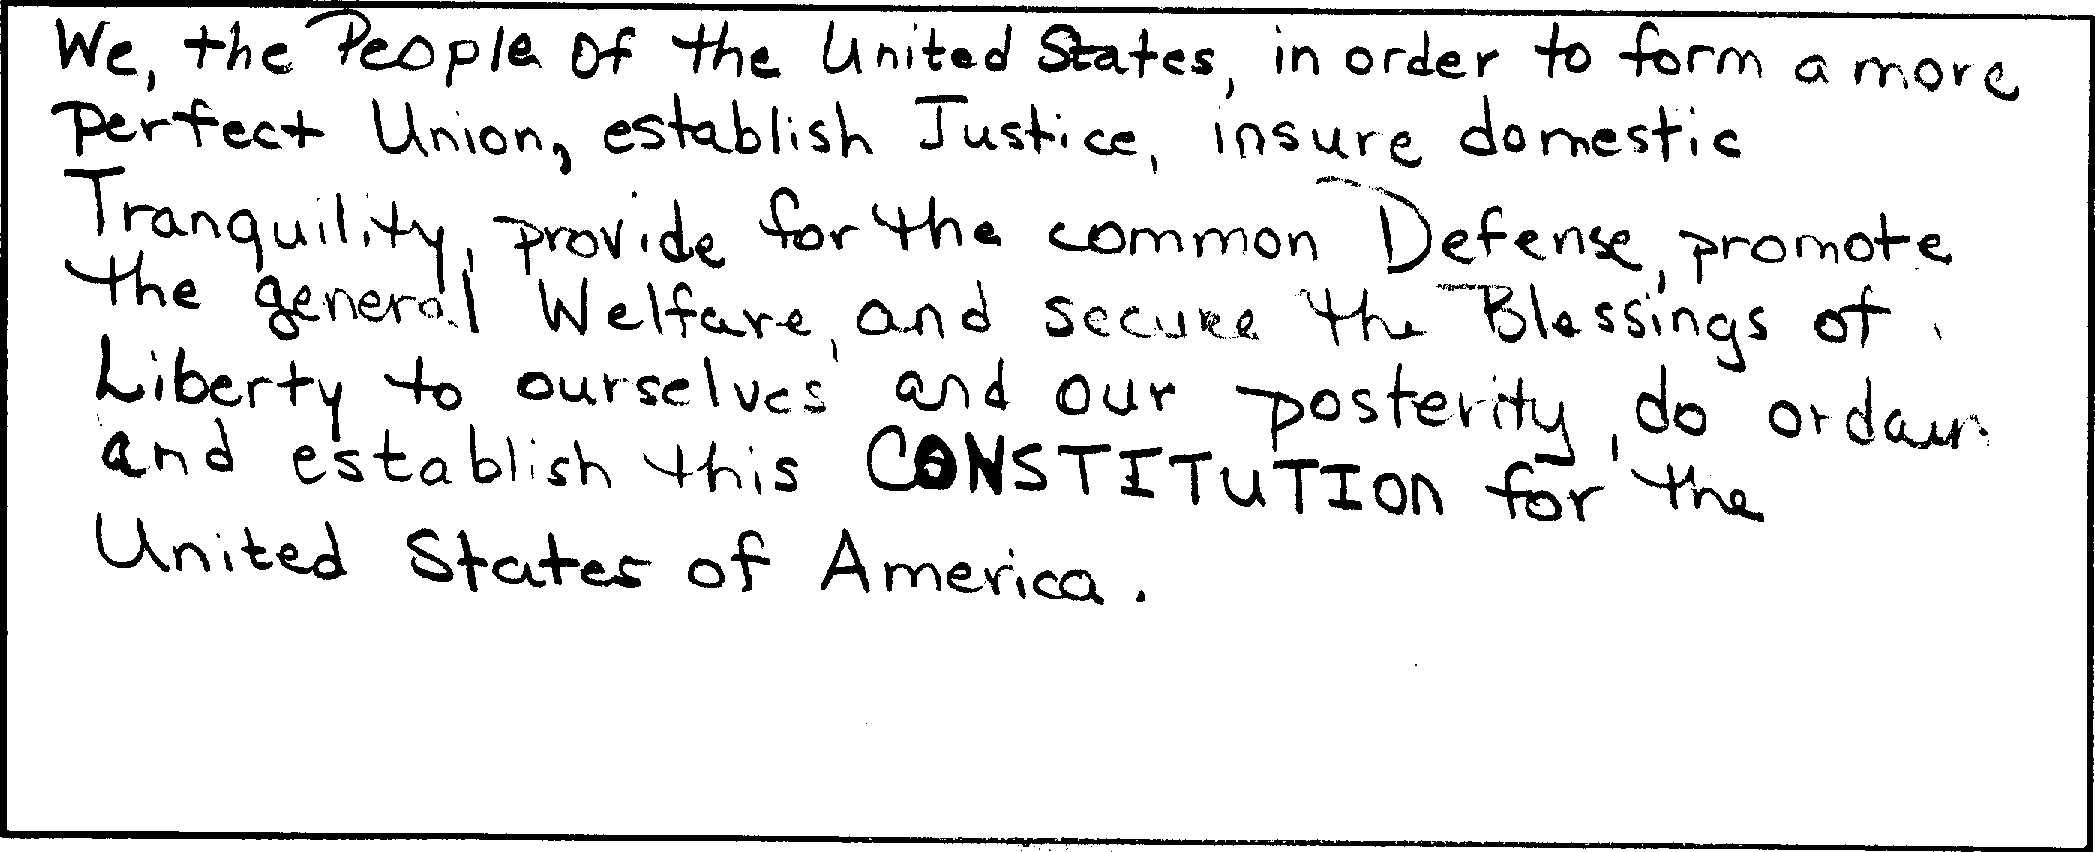 We, the People of the United States, in order to form a more
Perfect Union, establish Justice, insure domestic
Tranquility, provide for the common Defense, promote
the general Welfare, and secure the Blessings of
Liberty to ourselves and our posterity, do ordain
and establish this CONSTITUTION for the
United States of America.